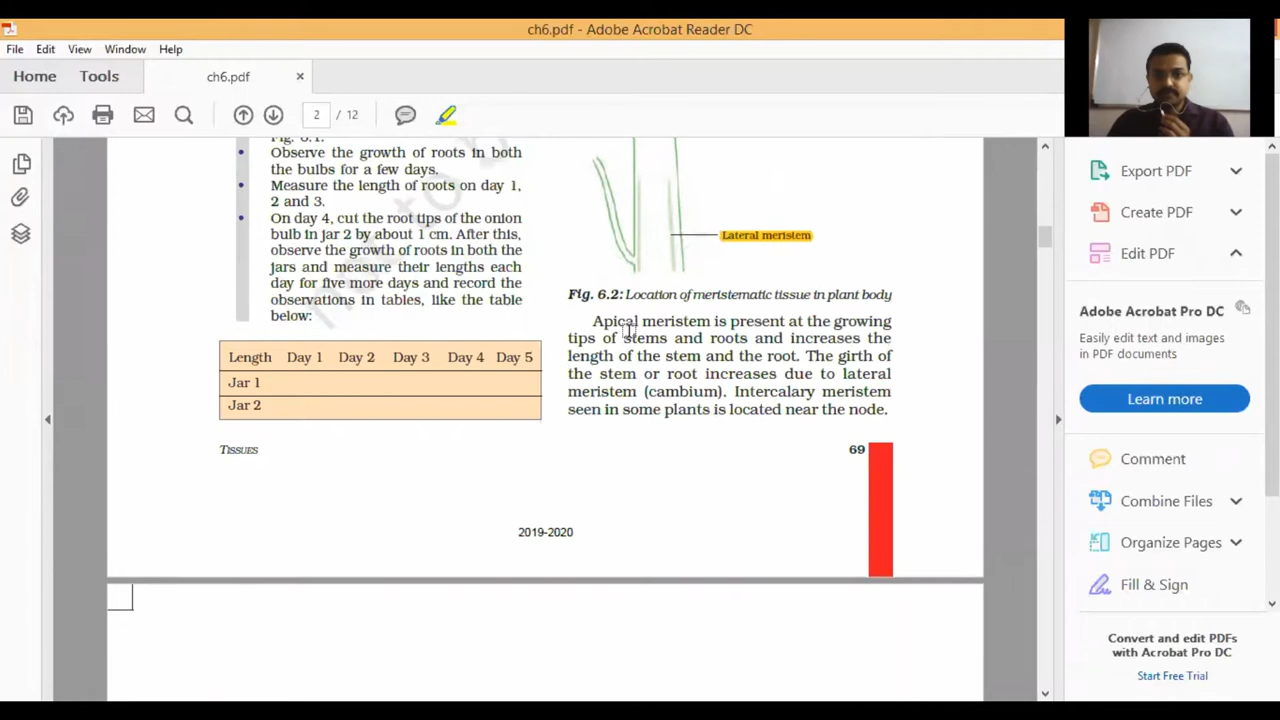 ch6.pdf - Adobe Acrobat Reader DC
File Edit View Window Help
Home Tools ch6.pdf ×
2 / 12
Fig. 6.1.
• Observe the growth of roots in both
the bulbs for a few days.
• Measure the length of roots on day 1,
2 and 3.
• On day 4, cut the root tips of the onion
bulb in jar 2 by about 1 cm. After this,
observe the growth of roots in both the
jars and measure their lengths each
day for five more days and record the
observations in tables, like the table
below:
Length Day 1 Day 2 Day 3 Day 4 Day 5
Jar 1
Jar 2
TISSUES
not to b
Lateral meristem
Fig. 6.2: Location of meristematic tissue in plant body
Apical meristem is present at the growing
tips of stems and roots and increases the
length of the stem and the root. The girth of
the stem or root increases due to lateral
meristem (cambium). Intercalary meristem
seen in some plants is located near the node.
69
2019-2020
Export PDF
Create PDF
Edit PDF
Adobe Acrobat Pro DC
Easily edit text and images
in PDF documents
Learn more
Comment
Combine Files
Organize Pages
Fill & Sign
Convert and edit PDFs
with Acrobat Pro DC
Start Free Trial